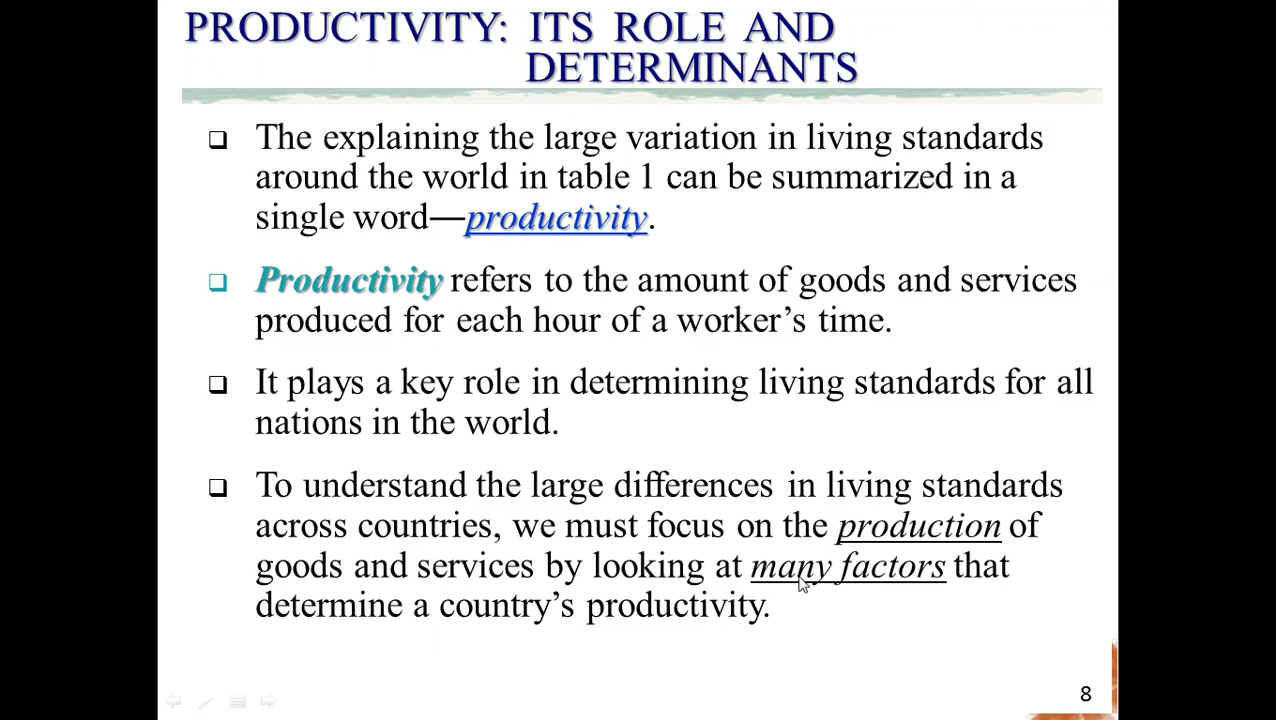 PRODUCTIVITY: ITS ROLE AND
DETERMINANTS
The explaining the large variation in living standards
around the world in table 1 can be summarized in a
single word—productivity.
Productivity refers to the amount of goods and services
produced for each hour of a worker’s time.
It plays a key role in determining living standards for all
nations in the world.
To understand the large differences in living standards
across countries, we must focus on the production of
goods and services by looking at many factors that
determine a country’s productivity.
8